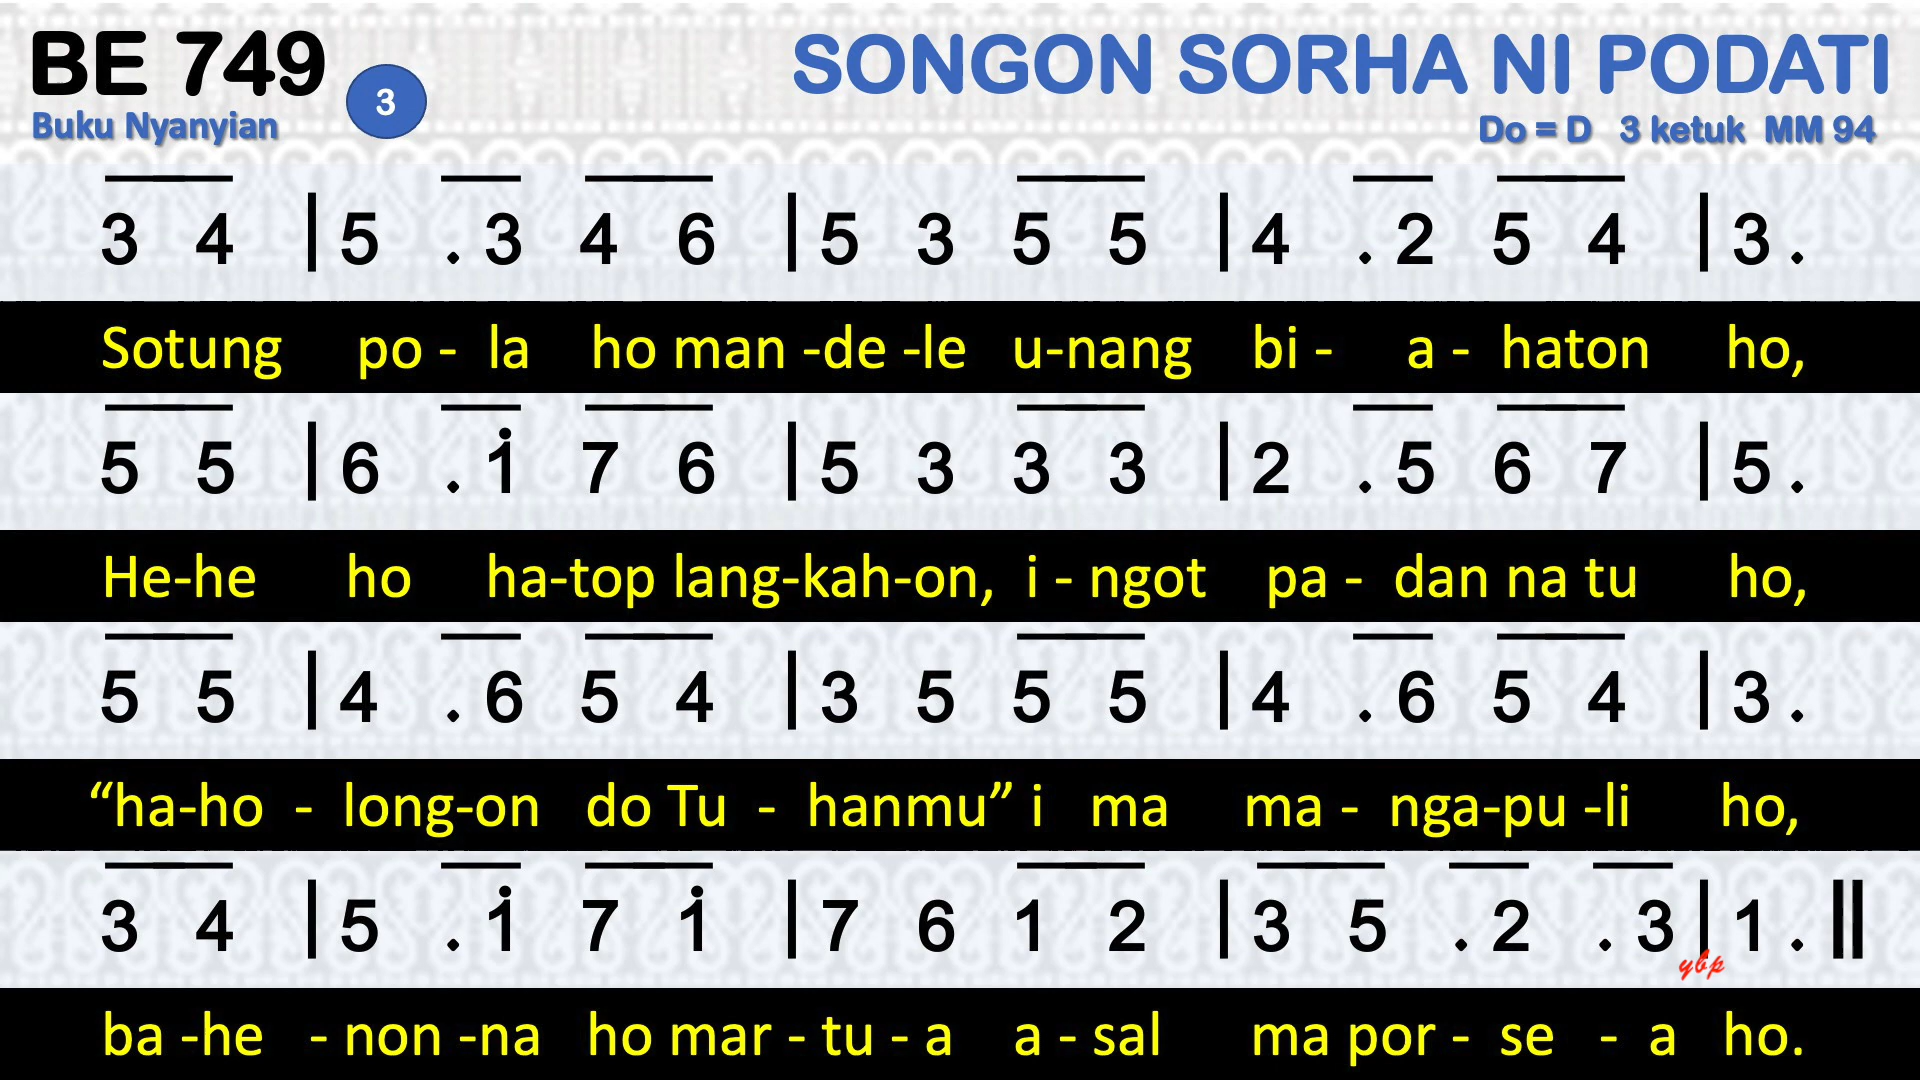 BE 749
Buku Nyanyian
3
SONGON SORHA NI PODATI
Do = D 3 ketuk MM 94
3 4 | 5 . 3 4 6 | 5 3 5 5 | 4 . 2 5 4 | 3 .
Sotung po - la ho man -de -le u-nang bi - a - haton ho,
5 5 | 6 . 1̇ 7 6 | 5 3 3 3 | 2 . 5 6 7 | 5 .
He-he ho ha-top lang-kah-on, i - ngot pa - dan na tu ho,
5 5 | 4 . 6 5 4 | 3 5 5 5 | 4 . 6 5 4 | 3 .
“ha-ho - long-on do Tu - hanmu” i ma ma - nga-pu -li ho,
3 4 | 5 . 1̇ 7 1̇ | 7 6 1 2 | 3 5 . 2 . 3 | 1 . ||
ybp
ba -he - non -na ho mar - tu - a a - sal ma por - se - a ho.